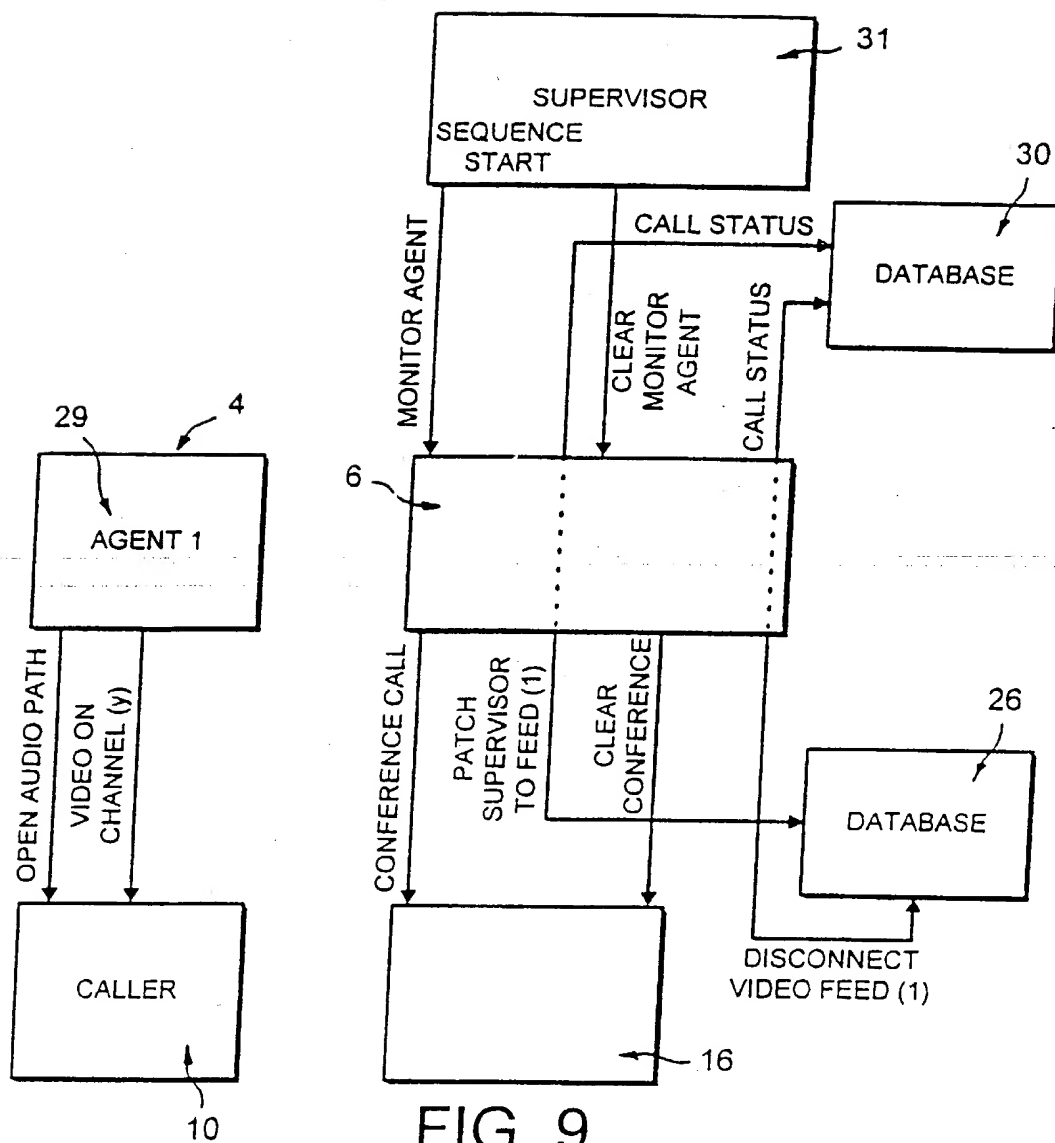 31
SUPERVISOR
SEQUENCE
START
30
CALL STATUS
DATABASE
MONITOR AGENT
CLEAR
MONITOR
AGENT
CALL STATUS
29
4
6
AGENT 1
OPEN AUDIO PATH
VIDEO ON
CHANNEL (y)
CONFERENCE CALL
PATCH
SUPERVISOR
TO FEED (1)
CLEAR
CONFERENCE
26
DATABASE
DISCONNECT
VIDEO FEED (1)
CALLER
10
16
FIG. 9